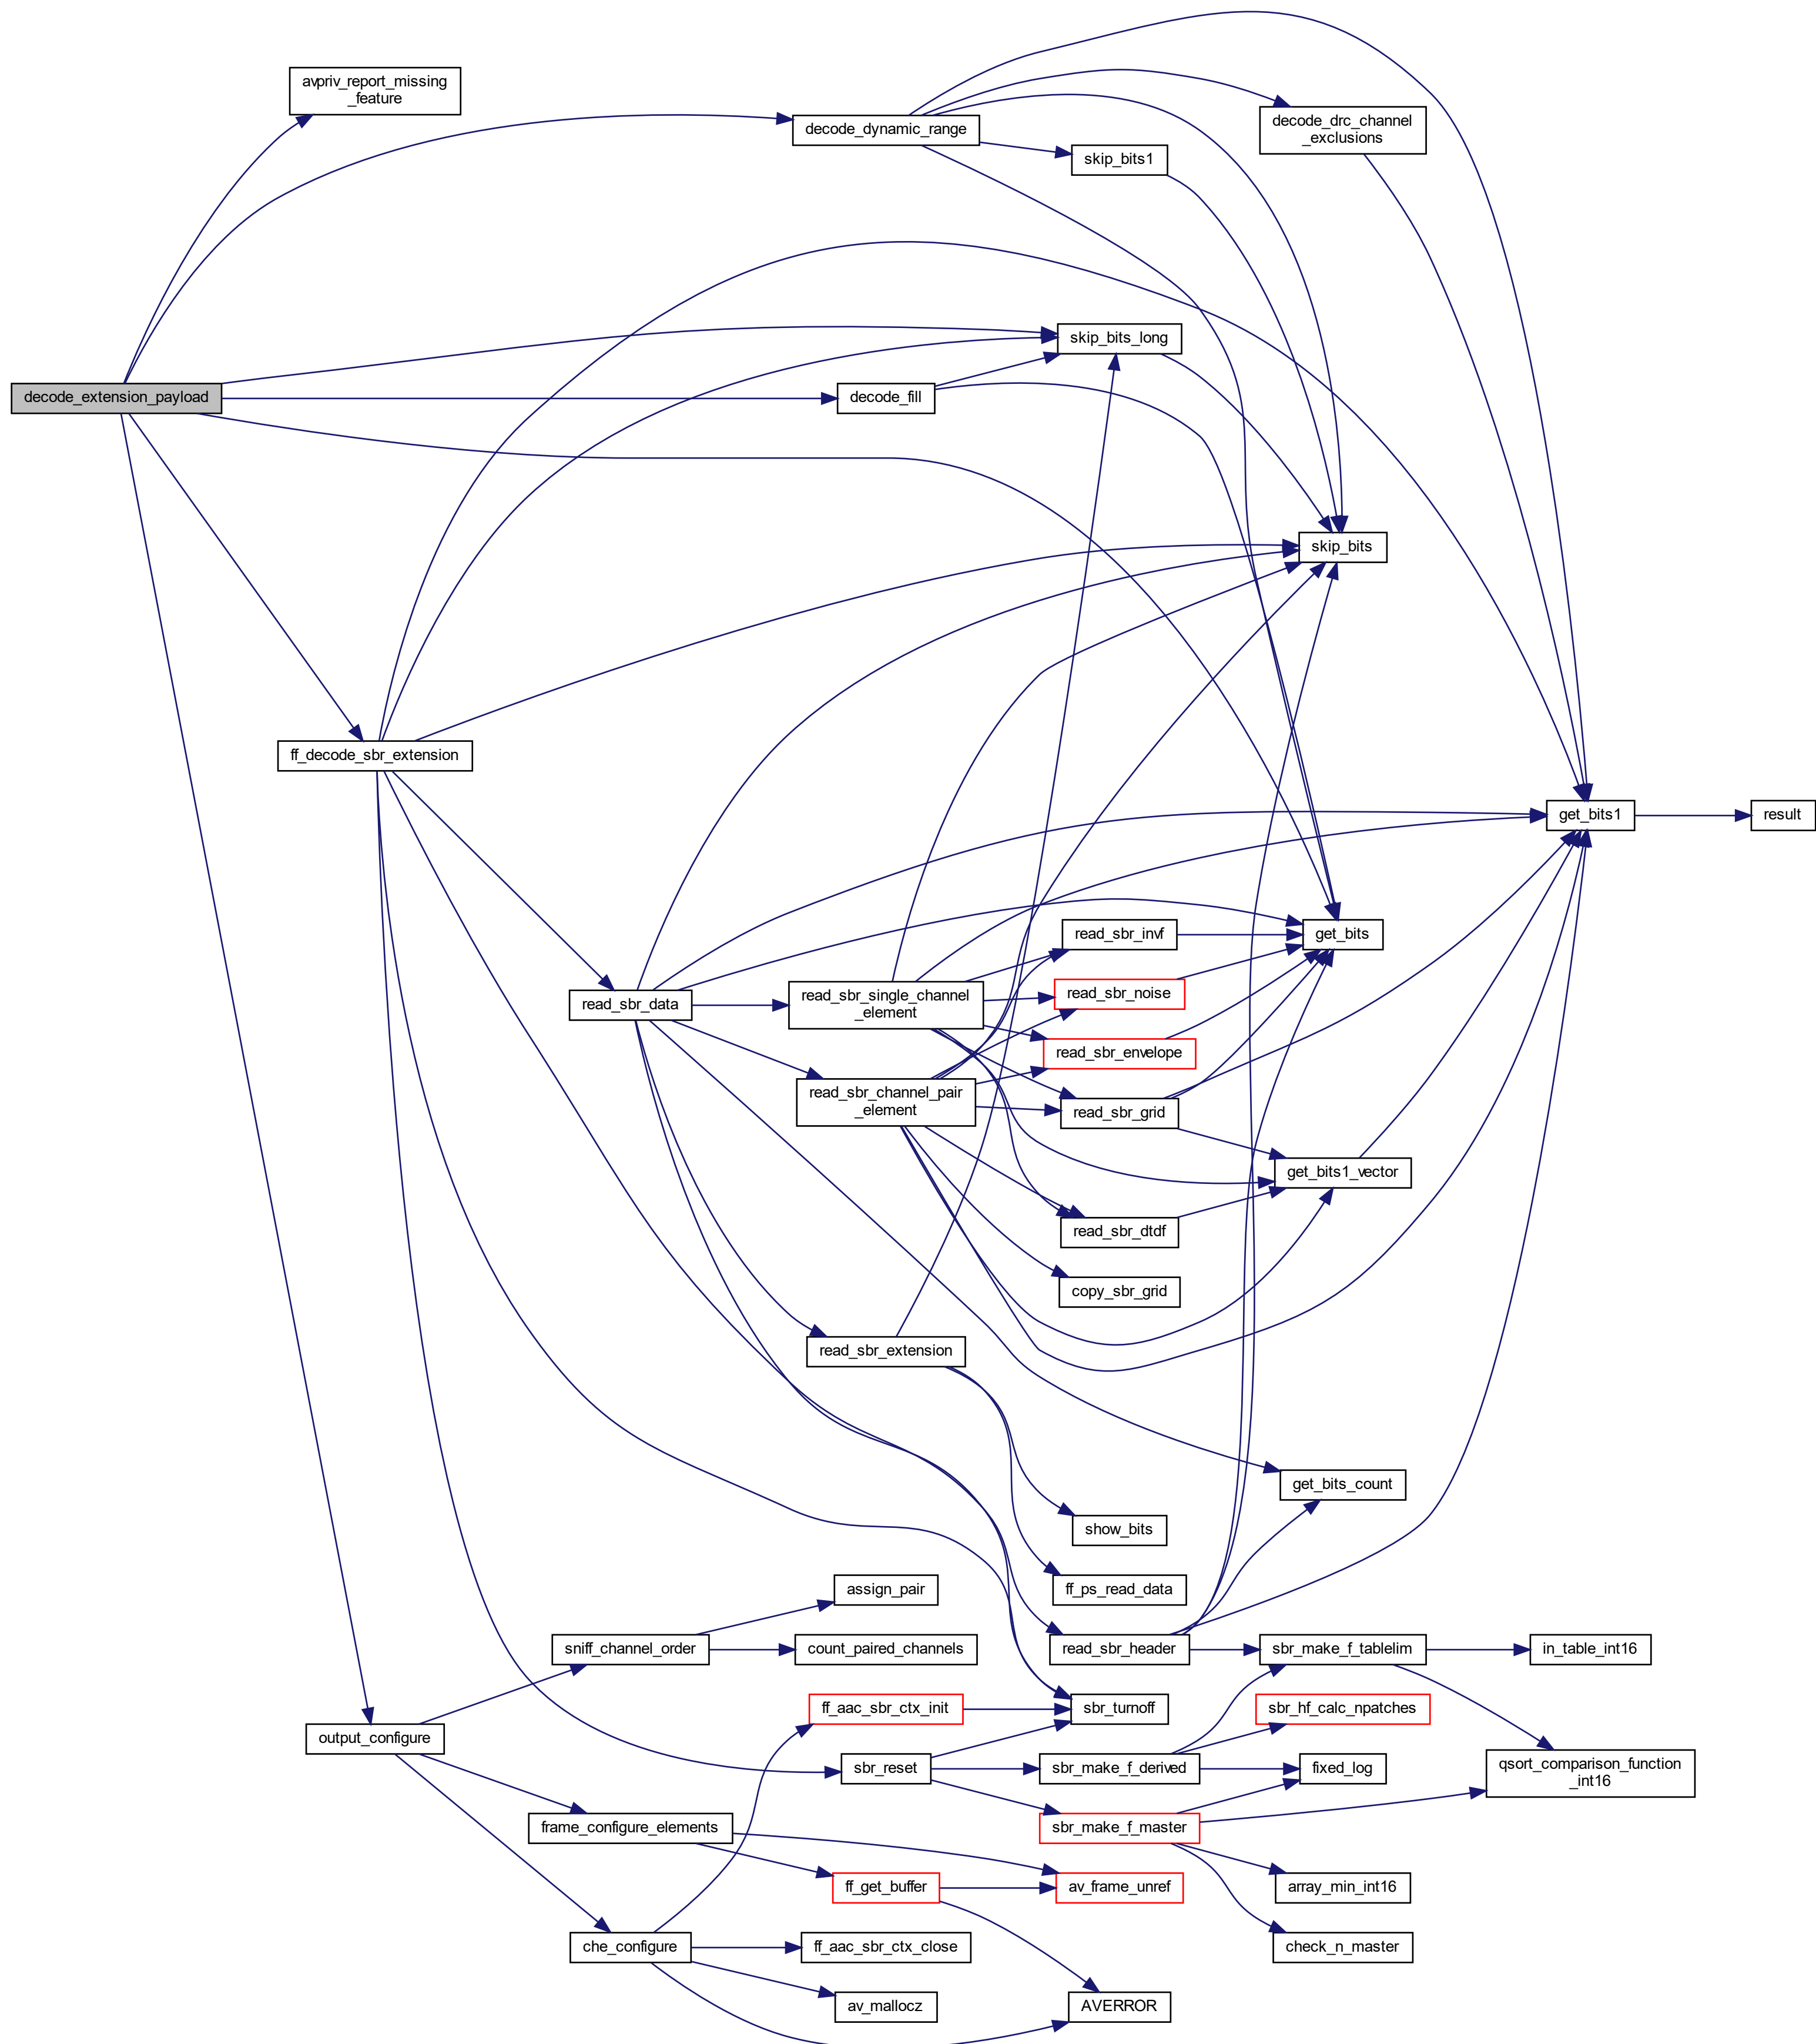 avpriv_report_missing
_feature
decode_dynamic_range
decode_drc_channel
_exclusions
skip_bits1
skip_bits_long
decode_extension_payload
decode_fill
skip_bits
ff_decode_sbr_extension
get_bits1
result
read_sbr_invf
get_bits
read_sbr_data
read_sbr_single_channel
_element
read_sbr_noise
read_sbr_envelope
read_sbr_channel_pair
_element
read_sbr_grid
get_bits1_vector
read_sbr_dtdf
copy_sbr_grid
read_sbr_extension
get_bits_count
show_bits
ff_ps_read_data
assign_pair
sniff_channel_order
count_paired_channels
read_sbr_header
sbr_make_f_tablelim
in_table_int16
ff_aac_sbr_ctx_init
sbr_turnoff
sbr_hf_calc_npatches
output_configure
sbr_reset
sbr_make_f_derived
fixed_log
qsort_comparison_function
_int16
frame_configure_elements
sbr_make_f_master
ff_get_buffer
av_frame_unref
array_min_int16
che_configure
ff_aac_sbr_ctx_close
check_n_master
av_mallocz
AVERROR